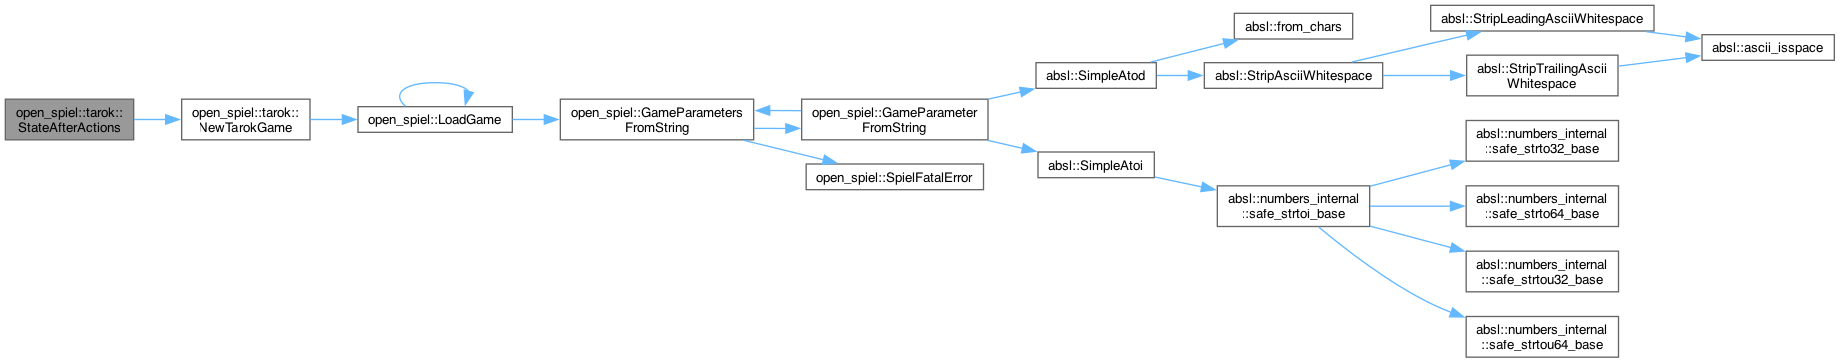 open_spiel::tarok::
StateAfterActions
open_spiel::tarok::
NewTarokGame
open_spiel::LoadGame
open_spiel::GameParameters
FromString
open_spiel::GameParameter
FromString
open_spiel::SpielFatalError
absl::SimpleAtod
absl::from_chars
absl::StripAsciiWhitespace
absl::StripLeadingAsciiWhitespace
absl::StripTrailingAscii
Whitespace
absl::ascii_isspace
absl::SimpleAtoi
absl::numbers_internal
::safe_strtoi_base
absl::numbers_internal
::safe_strto32_base
absl::numbers_internal
::safe_strto64_base
absl::numbers_internal
::safe_strtou32_base
absl::numbers_internal
::safe_strtou64_base